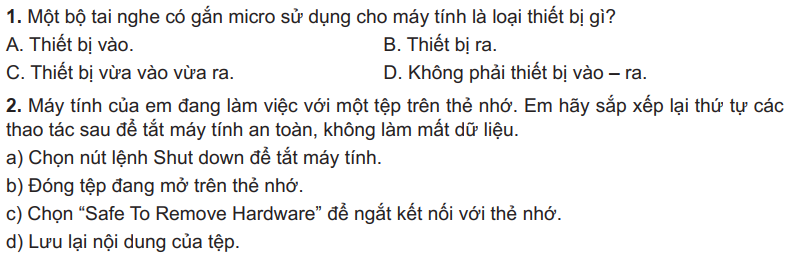 1. Một bộ tai nghe có gắn micro sử dụng cho máy tính là loại thiết bị gì?
A. Thiết bị vào. B. Thiết bị ra.
C. Thiết bị vừa vào vừa ra. D. Không phải thiết bị vào – ra.
2. Máy tính của em đang làm việc với một tệp trên thẻ nhớ. Em hãy sắp xếp lại thứ tự các
thao tác sau để tắt máy tính an toàn, không làm mất dữ liệu.
a) Chọn nút lệnh Shut down để tắt máy tính.
b) Đóng tệp đang mở trên thẻ nhớ.
c) Chọn “Safe To Remove Hardware” để ngắt kết nối với thẻ nhớ.
d) Lưu lại nội dung của tệp.